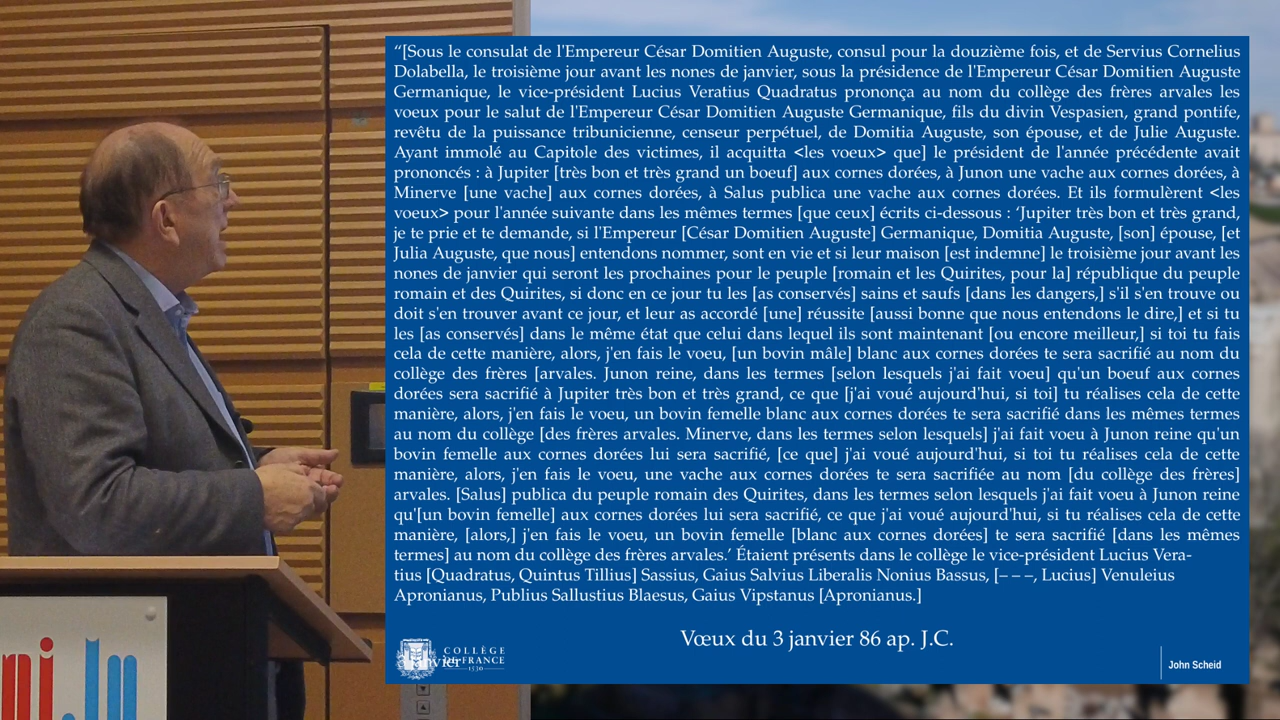 “[Sous le consulat de l'Empereur César Domitien Auguste, consul pour la douzième fois, et de Servius Cornelius
Dolabella, le troisième jour avant les nones de janvier, sous la présidence de l'Empereur César Domitien Auguste
Germanique, le vice-président Lucius Veratius Quadratus prononça au nom du collège des frères arvales les
voeux pour le salut de l'Empereur César Domitien Auguste Germanique, fils du divin Vespasien, grand pontife,
revêtu de la puissance tribunicienne, censeur perpétuel, de Domitia Auguste, son épouse, et de Julie Auguste.
Ayant immolé au Capitole des victimes, il acquitta <les voeux> que] le président de l'année précédente avait
prononcés : à Jupiter [très bon et très grand un boeuf] aux cornes dorées, à Junon une vache aux cornes dorées, à
Minerve [une vache] aux cornes dorées, à Salus publica une vache aux cornes dorées. Et ils formulèrent <les
voeux> pour l'année suivante dans les mêmes termes [que ceux] écrits ci-dessous : ‘Jupiter très bon et très grand,
je te prie et te demande, si l'Empereur [César Domitien Auguste] Germanique, Domitia Auguste, [son] épouse, [et
Julia Auguste, que nous] entendons nommer, sont en vie et si leur maison [est indemne] le troisième jour avant les
nones de janvier qui seront les prochaines pour le peuple [romain et les Quirites, pour la] république du peuple
romain et des Quirites, si donc en ce jour tu les [as conservés] sains et saufs [dans les dangers,] s'il s'en trouve ou
doit s'en trouver avant ce jour, et leur as accordé [une] réussite [aussi bonne que nous entendons le dire,] et si tu
les [as conservés] dans le même état que celui dans lequel ils sont maintenant [ou encore meilleur,] si toi tu fais
cela de cette manière, alors, j'en fais le voeu, [un bovin mâle] blanc aux cornes dorées te sera sacrifié au nom du
collège des frères [arvales. Junon reine, dans les termes [selon lesquels j'ai fait voeu] qu'un boeuf aux cornes
dorées sera sacrifié à Jupiter très bon et très grand, ce que [j'ai voué aujourd'hui, si toi] tu réalises cela de cette
manière, alors, j'en fais le voeu, un bovin femelle blanc aux cornes dorées te sera sacrifié dans les mêmes termes
au nom du collège [des frères arvales. Minerve, dans les termes selon lesquels] j'ai fait voeu à Junon reine qu'un
bovin femelle aux cornes dorées lui sera sacrifié, [ce que] j'ai voué aujourd'hui, si toi tu réalises cela de cette
manière, alors, j'en fais le voeu, une vache aux cornes dorées te sera sacrifiée au nom [du collège des frères]
arvales. [Salus] publica du peuple romain des Quirites, dans les termes selon lesquels j'ai fait voeu à Junon reine
qu'[un bovin femelle] aux cornes dorées lui sera sacrifié, ce que j'ai voué aujourd'hui, si tu réalises cela de cette
manière, [alors,] j'en fais le voeu, un bovin femelle [blanc aux cornes dorées] te sera sacrifié [dans les mêmes
termes] au nom du collège des frères arvales.’ Étaient présents dans le collège le vice-président Lucius Vera-
tius [Quadratus, Quintus Tillius] Sassius, Gaius Salvius Liberalis Nonius Bassus, [– – –, Lucius] Venuleius
Apronianus, Publius Sallustius Blaesus, Gaius Vipstanus [Apronianus.]
Vœux du 3 janvier 86 ap. J.C.
COLLÈGE
DE FRANCE
1530
John Scheid